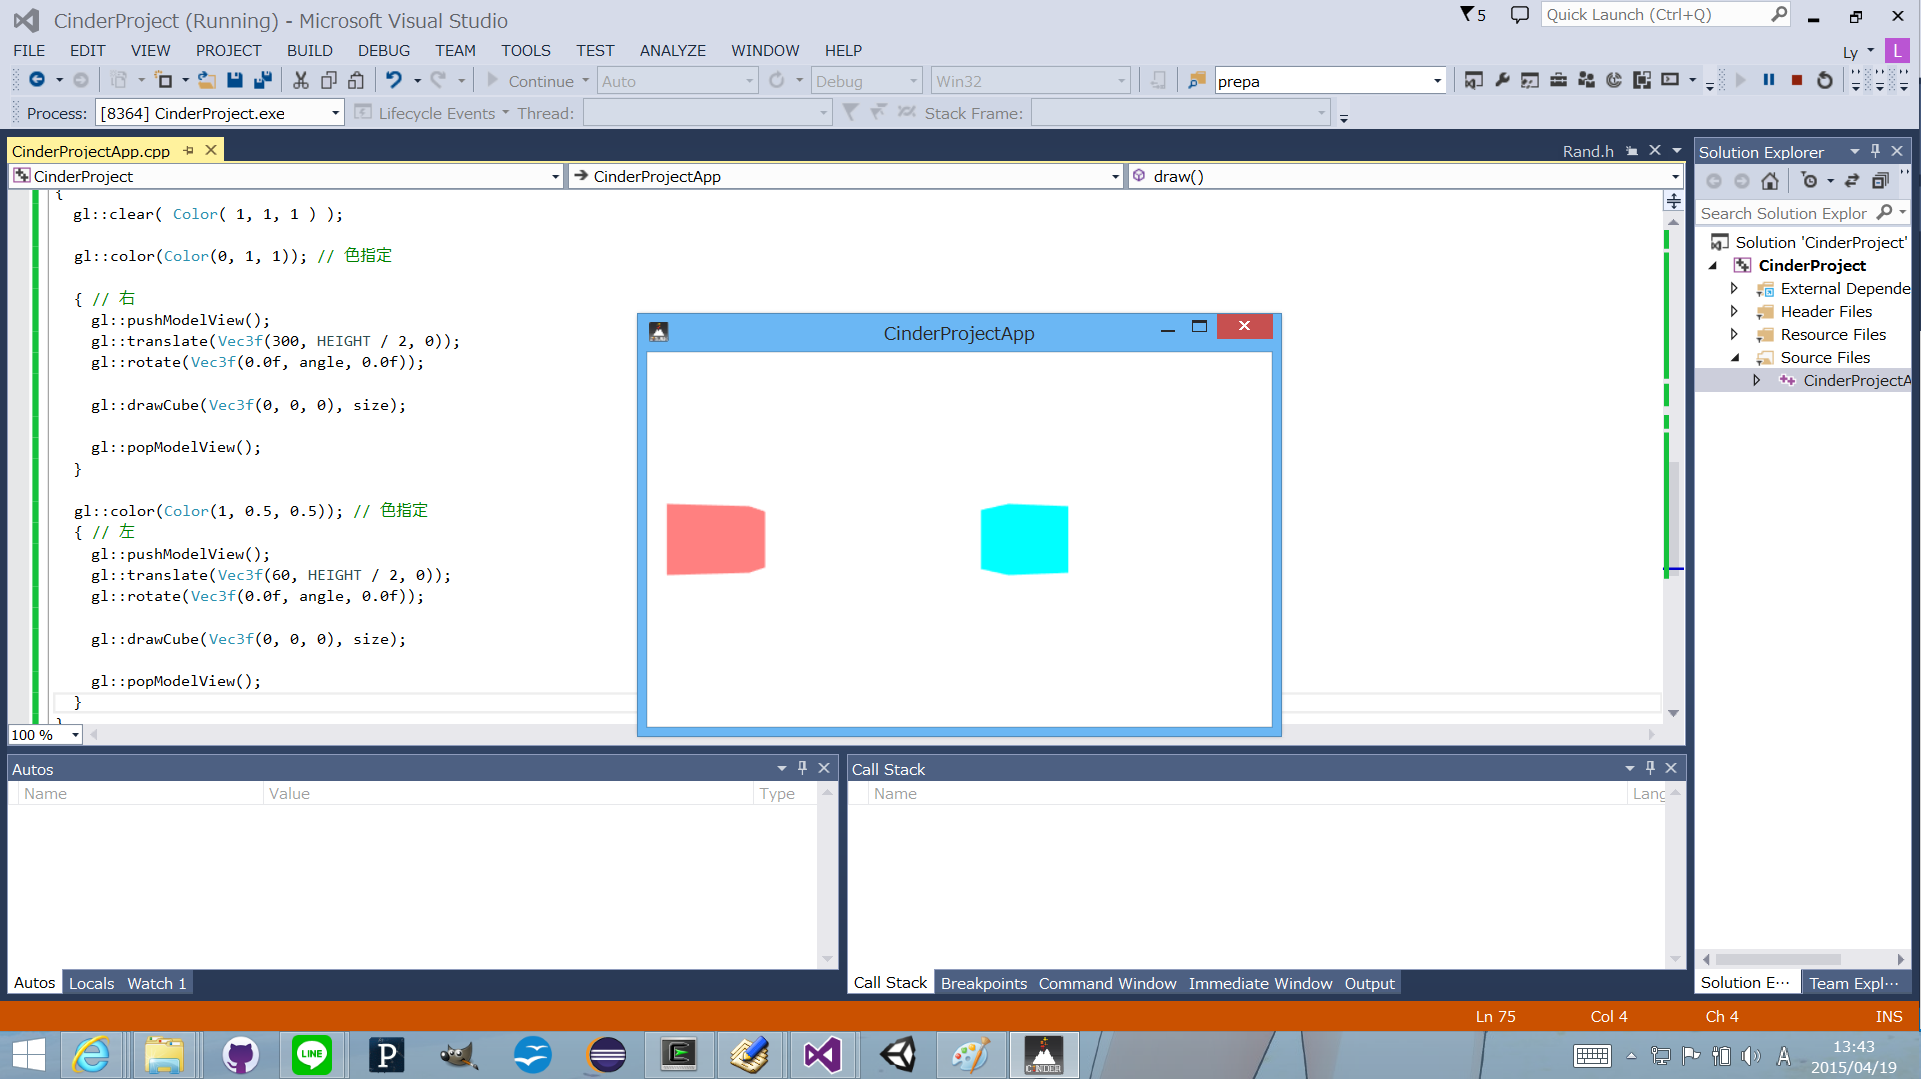 CinderProject (Running) - Microsoft Visual Studio
5
Quick Launch (Ctrl+Q)
FILE EDIT VIEW PROJECT BUILD DEBUG TEAM TOOLS TEST ANALYZE WINDOW HELP
Ly L
Continue Auto Debug Win32 prepa
Process: [8364] CinderProject.exe Lifecycle Events Thread: Stack Frame:
CinderProjectApp.cpp Rand.h
CinderProject CinderProjectApp draw()
{
gl::clear( Color( 1, 1, 1 ) );
gl::color(Color(0, 1, 1)); // 色指定
{ // 右
gl::pushModelView();
gl::translate(Vec3f(300, HEIGHT / 2, 0));
gl::rotate(Vec3f(0.0f, angle, 0.0f));
gl::drawCube(Vec3f(0, 0, 0), size);
gl::popModelView();
}
gl::color(Color(1, 0.5, 0.5)); // 色指定
{ // 左
gl::pushModelView();
gl::translate(Vec3f(60, HEIGHT / 2, 0));
gl::rotate(Vec3f(0.0f, angle, 0.0f));
gl::drawCube(Vec3f(0, 0, 0), size);
gl::popModelView();
}
100 %
CinderProjectApp
Solution Explorer
Search Solution Explor
Solution 'CinderProject'
CinderProject
External Depende
Header Files
Resource Files
Source Files
CinderProjectA
Autos
Name Value Type
Autos Locals Watch 1
Call Stack
Name Lang
Call Stack Breakpoints Command Window Immediate Window Output
Solution E··· Team Expl···
Ln 75 Col 4 Ch 4 INS
LINE
P
CINDER
A
13:43
2015/04/19